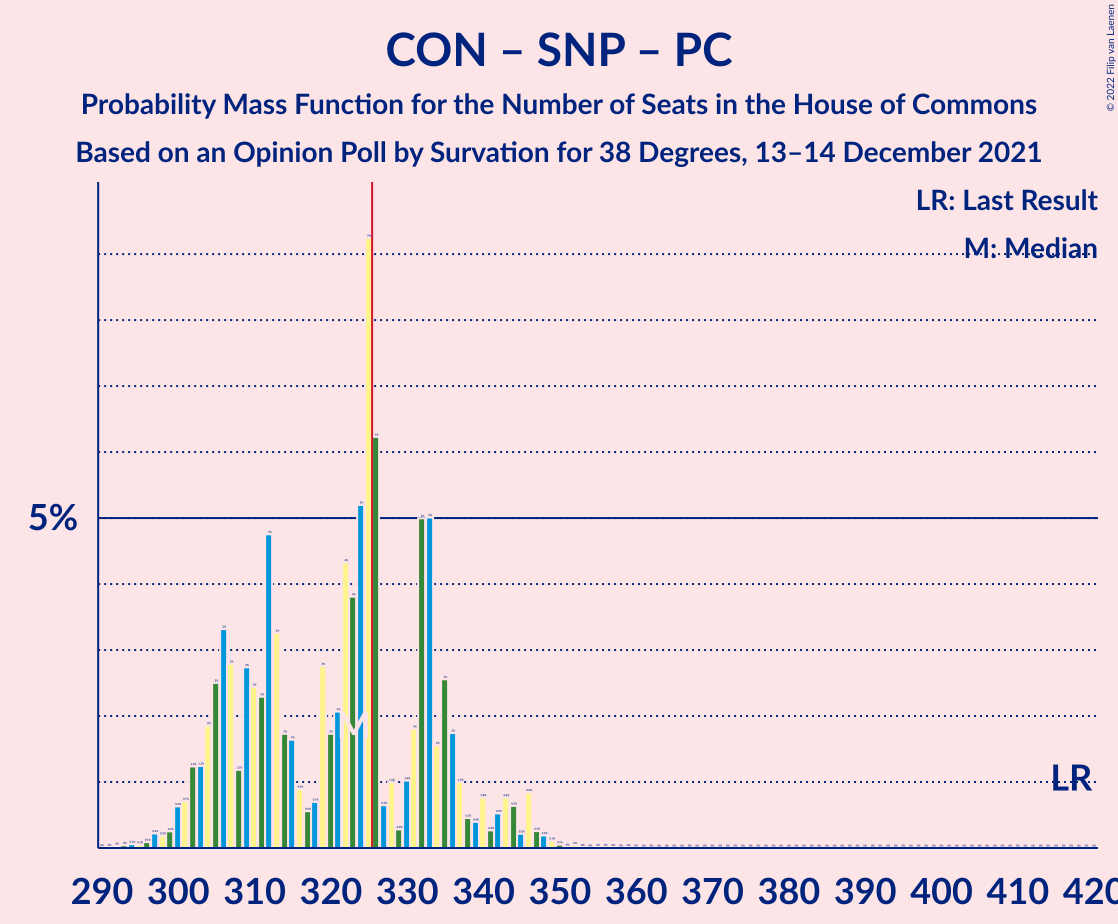 CON – SNP – PC
Probability Mass Function for the Number of Seats in the House of Commons
Based on an Opinion Poll by Survation for 38 Degrees, 13–14 December 2021
© 2022 Filip van Laenen
LR: Last Result
M: Median
5%
M
LR
290 300 310 320 330 340 350 360 370 380 390 400 410 420